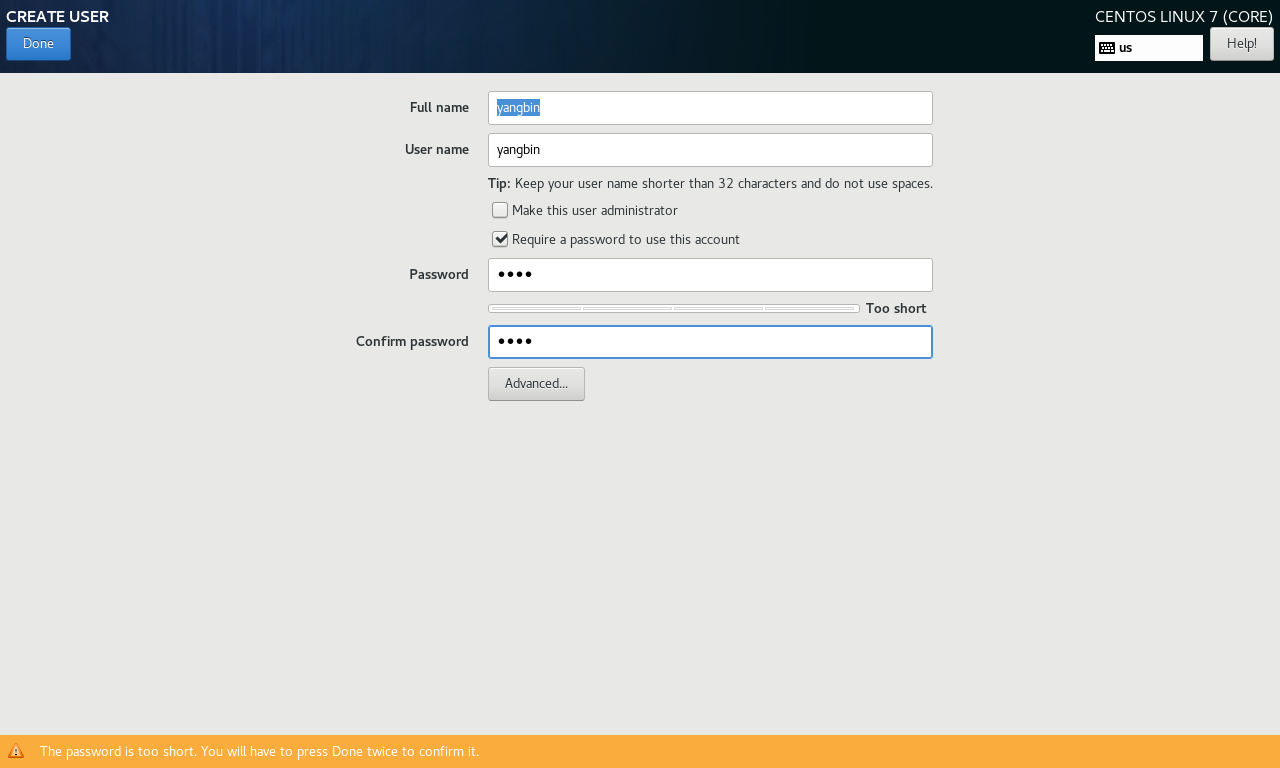 CREATE USER
CENTOS LINUX 7 (CORE)
Done
us
Help!
Full name
yangbin
User name
yangbin
Tip: Keep your user name shorter than 32 characters and do not use spaces.
Make this user administrator
Require a password to use this account
Password
••••
Too short
Confirm password
••••
Advanced...
The password is too short. You will have to press Done twice to confirm it.